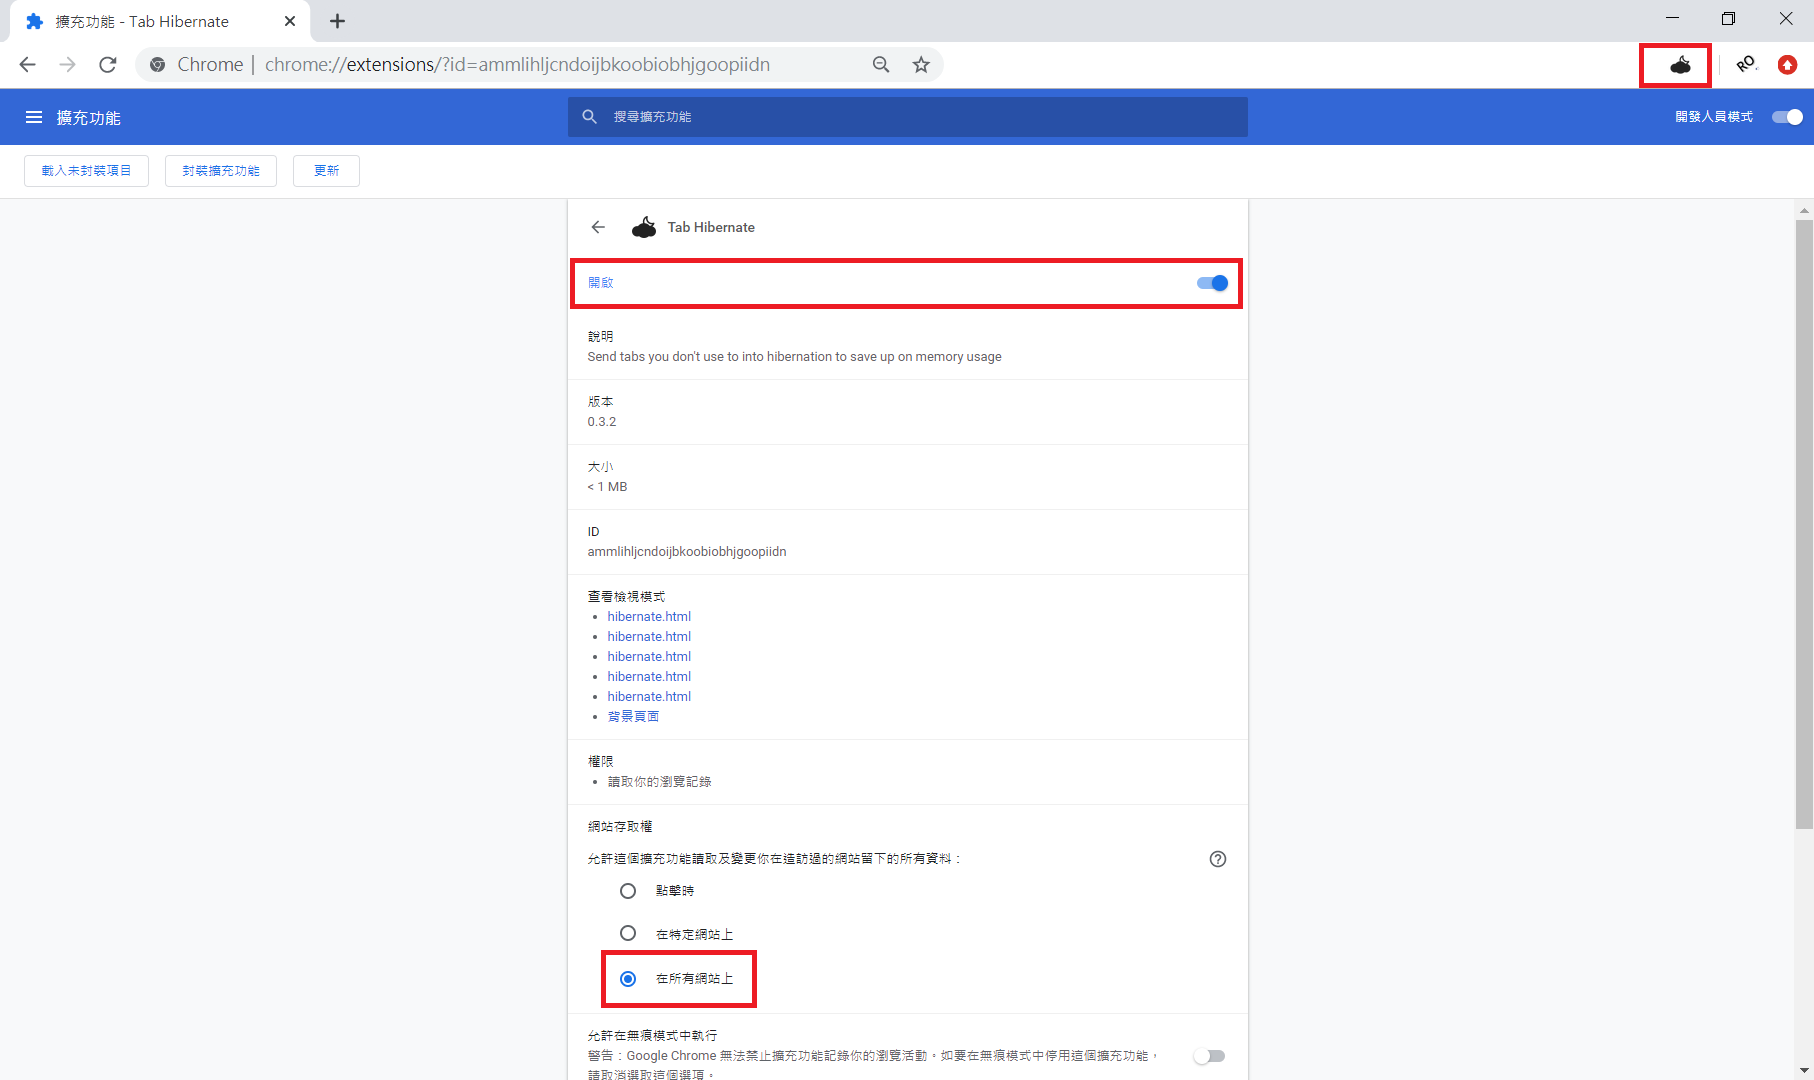 擴充功能 - Tab Hibernate
Chrome | chrome://extensions/?id=ammlihljcndoijbkoobiobhjgoopiidn
RO.
擴充功能
搜尋擴充功能
開發人員模式
載入未封裝項目
封裝擴充功能
更新
Tab Hibernate
開啟
說明
Send tabs you don't use to into hibernation to save up on memory usage
版本
0.3.2
大小
< 1 MB
ID
ammlihljcndoijbkoobiobhjgoopiidn
查看檢視模式
• hibernate.html
• hibernate.html
• hibernate.html
• hibernate.html
• hibernate.html
• 背景頁面
權限
• 讀取你的瀏覽記錄
網站存取權
允許這個擴充功能讀取及變更你在造訪過的網站留下的所有資料：
點擊時
在特定網站上
在所有網站上
允許在無痕模式中執行
警告：Google Chrome 無法禁止擴充功能記錄你的瀏覽活動。如要在無痕模式中停用這個擴充功能，
請取消選取這個選項。